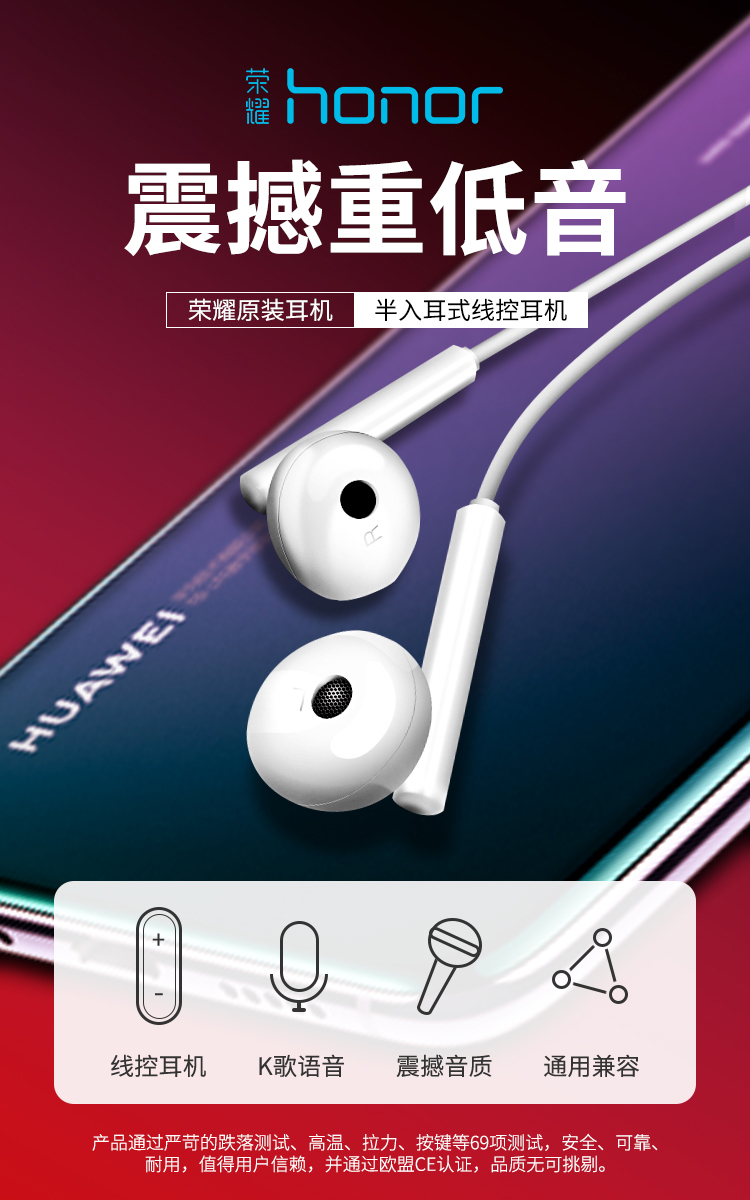 荣耀 honor
震撼重低音
荣耀原装耳机 半入耳式线控耳机
R
HUAWEI
+
-
线控耳机 K歌语音 震撼音质 通用兼容
产品通过严苛的跌落测试、高温、拉力、按键等69项测试，安全、可靠、
耐用，值得用户信赖，并通过欧盟CE认证，品质无可挑剔。